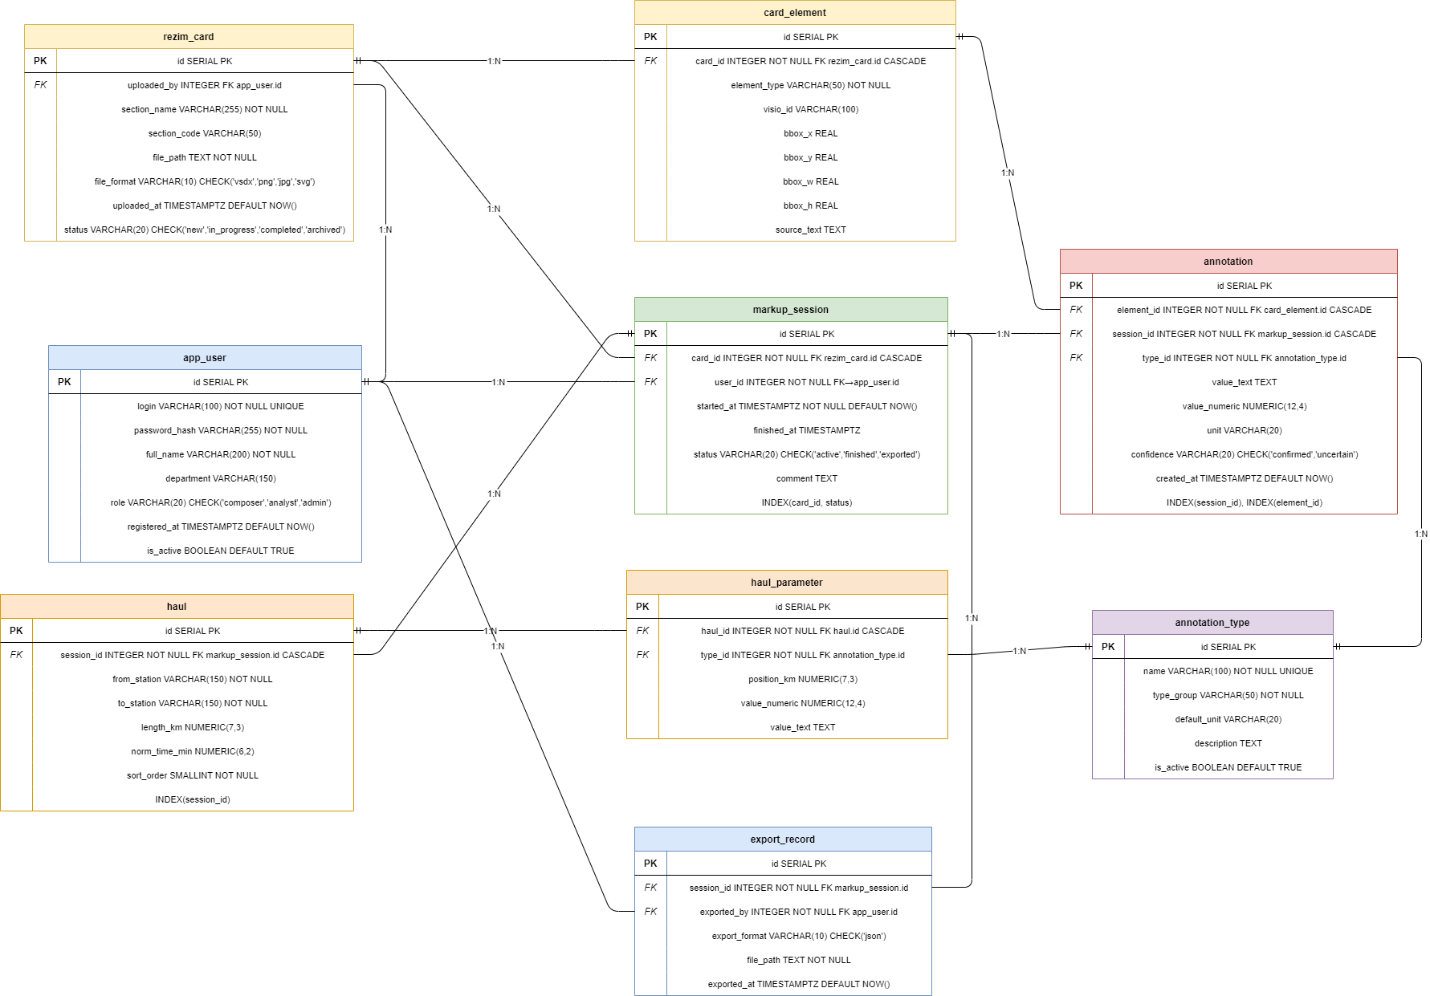 rezim_card
PK id SERIAL PK
FK uploaded_by INTEGER FK app_user.id
section_name VARCHAR(255) NOT NULL
section_code VARCHAR(50)
file_path TEXT NOT NULL
file_format VARCHAR(10) CHECK('vsdx','png','jpg','svg')
uploaded_at TIMESTAMPTZ DEFAULT NOW()
status VARCHAR(20) CHECK('new','in_progress','completed','archived')
card_element
PK id SERIAL PK
FK card_id INTEGER NOT NULL FK rezim_card.id CASCADE
element_type VARCHAR(50) NOT NULL
visio_id VARCHAR(100)
bbox_x REAL
bbox_y REAL
bbox_w REAL
bbox_h REAL
source_text TEXT
annotation
PK id SERIAL PK
FK element_id INTEGER NOT NULL FK card_element.id CASCADE
FK session_id INTEGER NOT NULL FK markup_session.id CASCADE
FK type_id INTEGER NOT NULL FK annotation_type.id
value_text TEXT
value_numeric NUMERIC(12,4)
unit VARCHAR(20)
confidence VARCHAR(20) CHECK('confirmed','uncertain')
created_at TIMESTAMPTZ DEFAULT NOW()
INDEX(session_id), INDEX(element_id)
markup_session
PK id SERIAL PK
FK card_id INTEGER NOT NULL FK rezim_card.id CASCADE
FK user_id INTEGER NOT NULL FK→app_user.id
started_at TIMESTAMPTZ NOT NULL DEFAULT NOW()
finished_at TIMESTAMPTZ
status VARCHAR(20) CHECK('active','finished','exported')
comment TEXT
INDEX(card_id, status)
app_user
PK id SERIAL PK
login VARCHAR(100) NOT NULL UNIQUE
password_hash VARCHAR(255) NOT NULL
full_name VARCHAR(200) NOT NULL
department VARCHAR(150)
role VARCHAR(20) CHECK('composer','analyst','admin')
registered_at TIMESTAMPTZ DEFAULT NOW()
is_active BOOLEAN DEFAULT TRUE
haul
PK id SERIAL PK
FK session_id INTEGER NOT NULL FK markup_session.id CASCADE
from_station VARCHAR(150) NOT NULL
to_station VARCHAR(150) NOT NULL
length_km NUMERIC(7,3)
norm_time_min NUMERIC(6,2)
sort_order SMALLINT NOT NULL
INDEX(session_id)
haul_parameter
PK id SERIAL PK
FK haul_id INTEGER NOT NULL FK haul.id CASCADE
FK type_id INTEGER NOT NULL FK annotation_type.id
position_km NUMERIC(7,3)
value_numeric NUMERIC(12,4)
value_text TEXT
annotation_type
PK id SERIAL PK
name VARCHAR(100) NOT NULL UNIQUE
type_group VARCHAR(50) NOT NULL
default_unit VARCHAR(20)
description TEXT
is_active BOOLEAN DEFAULT TRUE
export_record
PK id SERIAL PK
FK session_id INTEGER NOT NULL FK markup_session.id
FK exported_by INTEGER NOT NULL FK app_user.id
export_format VARCHAR(10) CHECK('json')
file_path TEXT NOT NULL
exported_at TIMESTAMPTZ DEFAULT NOW()
1:N
1:N
1:N
1:N
1:N
1:N
1:N
1:N
1:N
1:N
1:N
1:N